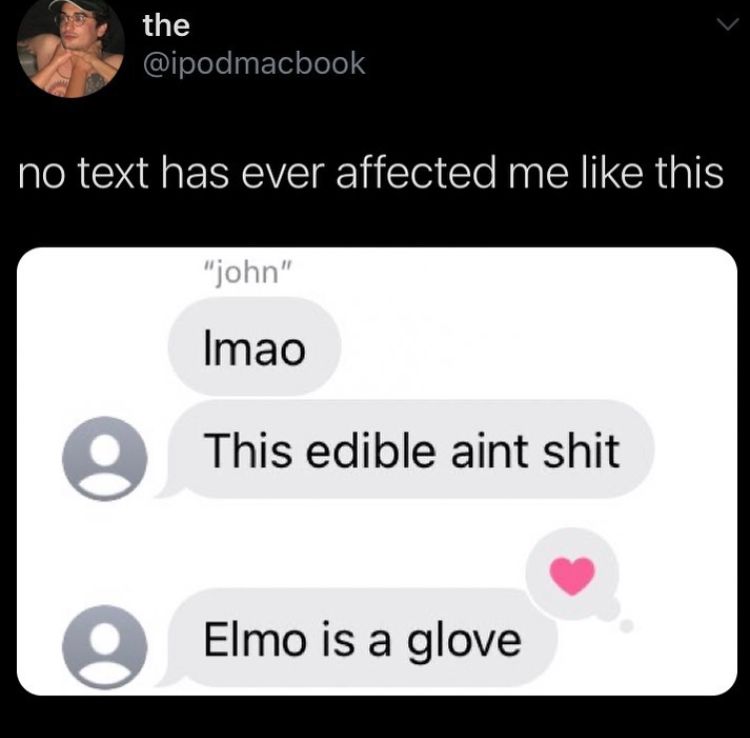 the
@ipodmacbook
no text has ever affected me like this
"john"
lmao
This edible aint shit
Elmo is a glove